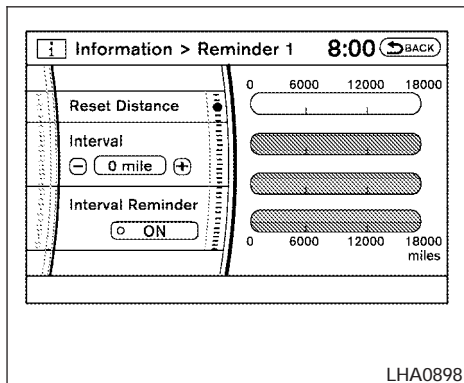 i Information > Reminder 1 8:00 BACK
0 6000 12000 18000
Reset Distance
Interval
− 0 mile +
Interval Reminder
ON
0 6000 12000 18000
miles
LHA0898